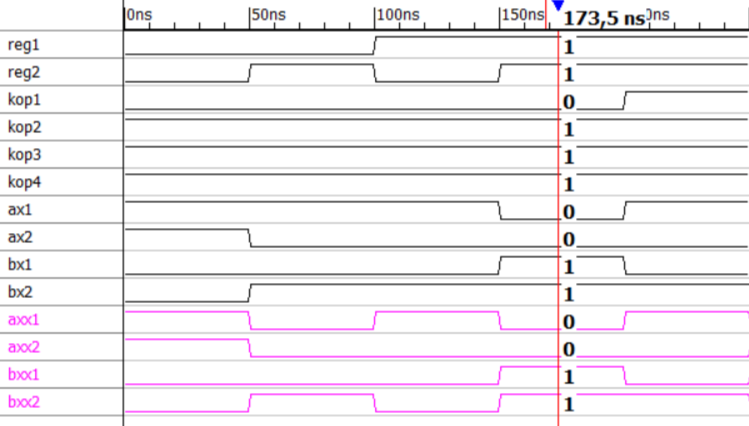 0ns 50ns 100ns 150ns 173,5 ns 0ns
reg1 1
reg2 1
kop1 0
kop2 1
kop3 1
kop4 1
ax1 0
ax2 0
bx1 1
bx2 1
axx1 0
axx2 0
bxx1 1
bxx2 1